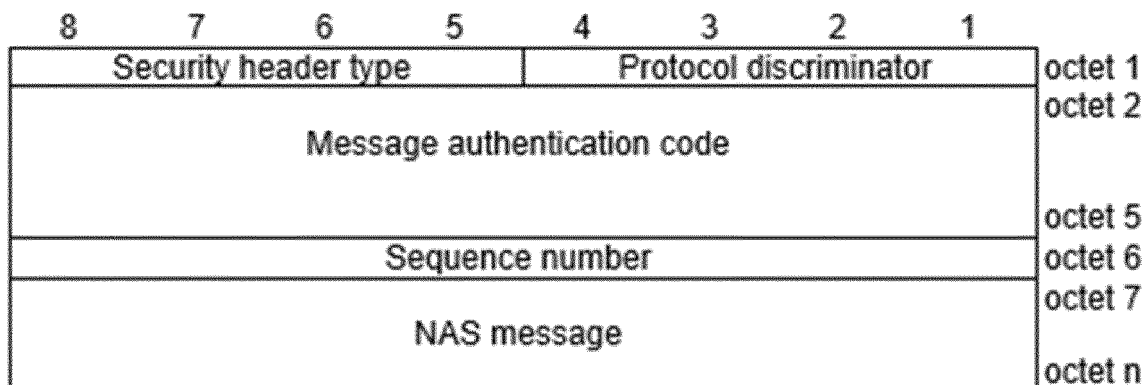 8 7 6 5 4 3 2 1
Security header type Protocol discriminator octet 1
octet 2
Message authentication code
octet 5
Sequence number octet 6
octet 7
NAS message
octet n